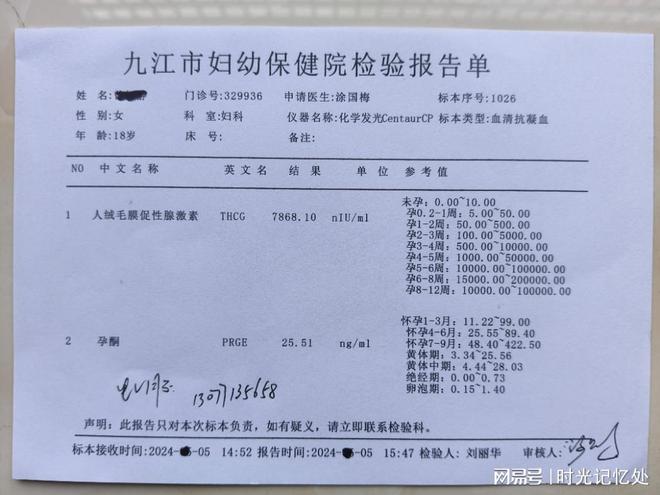 九江市妇幼保健院检验报告单
姓 名: 门诊号:329936 申请医生:涂国梅 标本序号:1026
性 别:女 科 室:妇科 仪器名称:化学发光CentaurCP 标本类型:血清抗凝血
年 龄:18岁 床 号: 备注:
NO 中文名称 英文名 结果 单位 参考值
1 人绒毛膜促性腺激素 THCG 7868.10 nIU/ml 未孕: 0.00~10.00
孕0.2-1周: 5.00~50.00
孕1-2周: 50.00~500.00
孕2-3周: 100.00~5000.00
孕3-4周: 500.00~10000.00
孕4-5周: 1000.00~50000.00
孕5-6周: 10000.00~100000.00
孕6-8周: 15000.00~200000.00
孕8-12周: 10000.00~100000.00
2 孕酮 PRGE 25.51 ng/ml 怀孕1-3月: 11.22~99.00
怀孕4-6月: 25.55~89.40
怀孕7-9月: 48.40~422.50
黄体期: 3.34~25.56
黄体中期: 4.44~28.03
绝经期: 0.00~0.73
卵泡期: 0.15~1.40
13077135658
声明: 此报告只对本次标本负责, 如有疑义, 请立即联系检验科。
标本接收时间:2024- -05 14:52 报告时间:2024- -05 15:47 检验人: 刘丽华 审核人:
搜狐号@时光记忆处